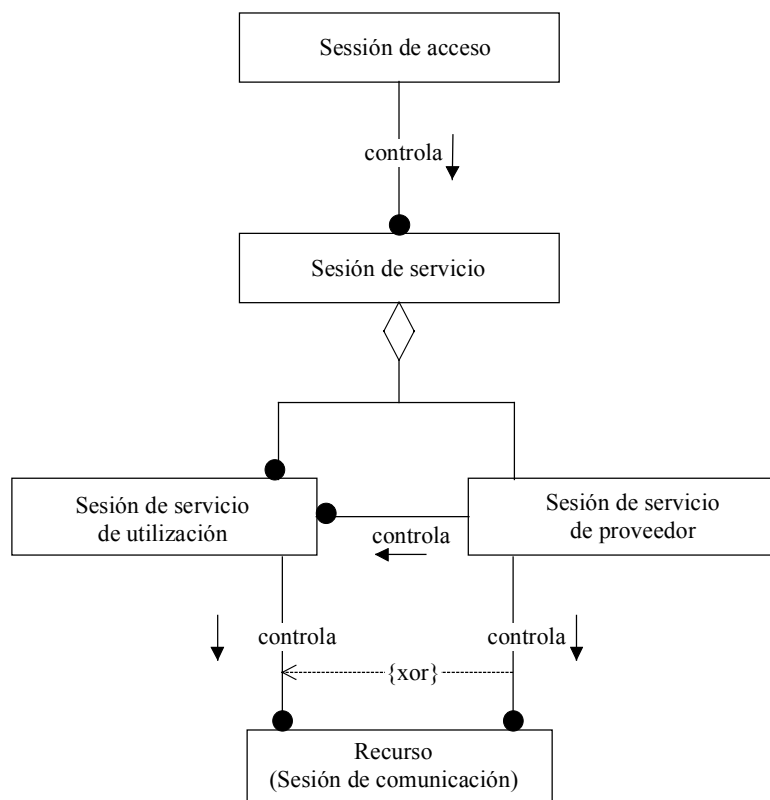 Sessión de acceso
controla
Sesión de servicio
Sesión de servicio
de utilización
Sesión de servicio
de proveedor
controla
controla
controla
{xor}
Recurso
(Sesión de comunicación)